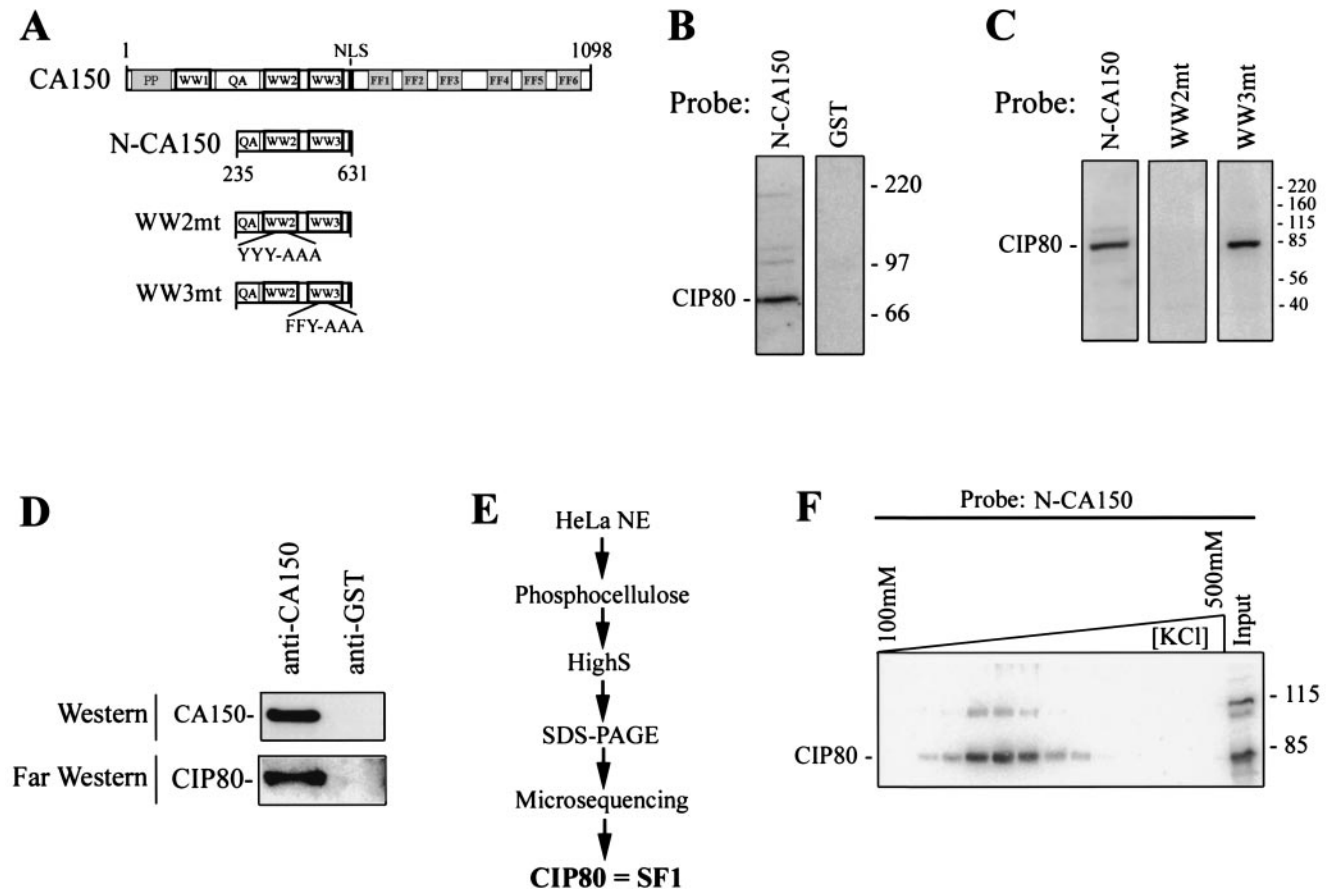 A
1
NLS
1098
CA150
PP
WW1
QA
WW2
WW3
FF1
FF2
FF3
FF4
FF5
FF6
N-CA150
QA
WW2
WW3
235
631
WW2mt
QA
WW2
WW3
YYY-AAA
WW3mt
QA
WW2
WW3
FFY-AAA
B
Probe:
N-CA150
GST
- 220
- 97
CIP80 -
- 66
C
Probe:
N-CA150
WW2mt
WW3mt
- 220
- 160
- 115
CIP80 -
- 85
- 56
- 40
D
anti-CA150
anti-GST
Western
CA150-
Far Western
CIP80-
E
HeLa NE
Phosphocellulose
HighS
SDS-PAGE
Microsequencing
CIP80 = SF1
F
Probe: N-CA150
100mM
500mM
[KCl]
Input
- 115
- 85
CIP80 -